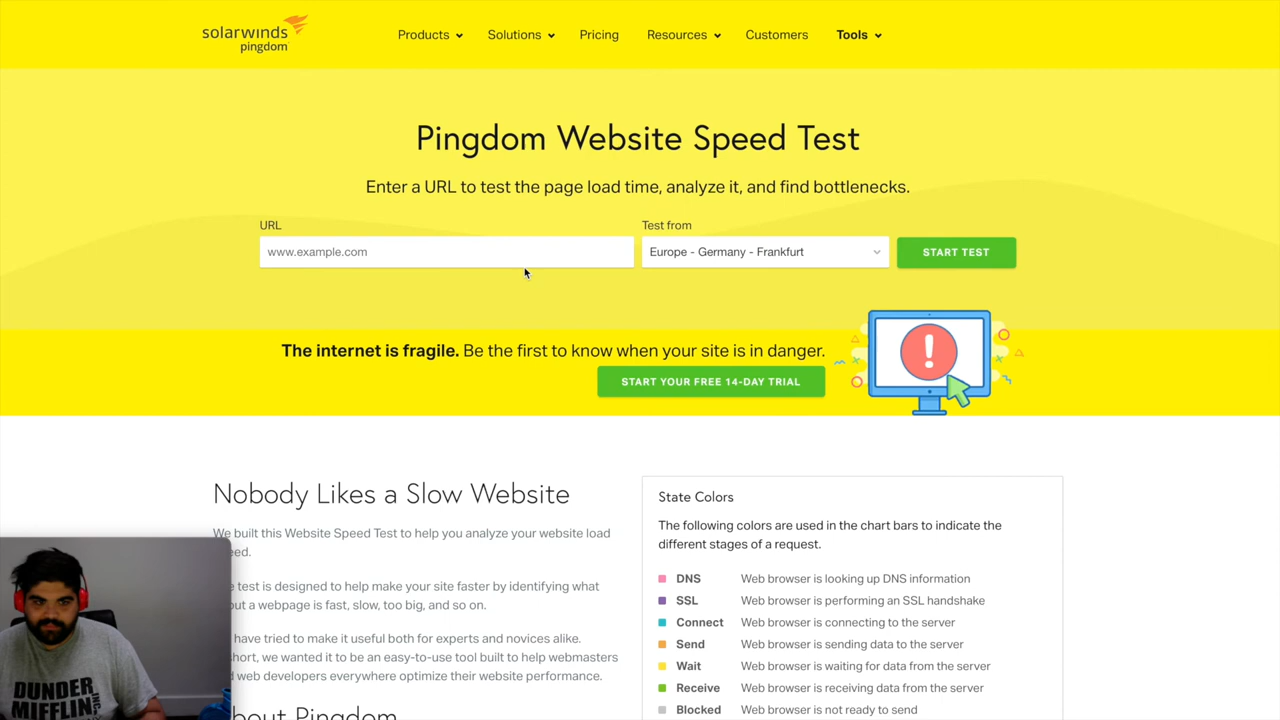 solarwinds
pingdom
Products
Solutions
Pricing
Resources
Customers
Tools
Pingdom Website Speed Test
Enter a URL to test the page load time, analyze it, and find bottlenecks.
URL
Test from
www.example.com
Europe - Germany - Frankfurt
START TEST
The internet is fragile. Be the first to know when your site is in danger.
START YOUR FREE 14-DAY TRIAL
Nobody Likes a Slow Website
We built this Website Speed Test to help you analyze your website load
test is designed to help make your site faster by identifying what
a webpage is fast, slow, too big, and so on.
have tried to make it useful both for experts and novices alike.
short, we wanted it to be an easy-to-use tool built to help webmasters
web developers everywhere optimize their website performance.
About Pingdom
State Colors
The following colors are used in the chart bars to indicate the
different stages of a request.
DNS Web browser is looking up DNS information
SSL Web browser is performing an SSL handshake
Connect Web browser is connecting to the server
Send Web browser is sending data to the server
Wait Web browser is waiting for data from the server
Receive Web browser is receiving data from the server
Blocked Web browser is not ready to send
DUNDER
MIFFLIN